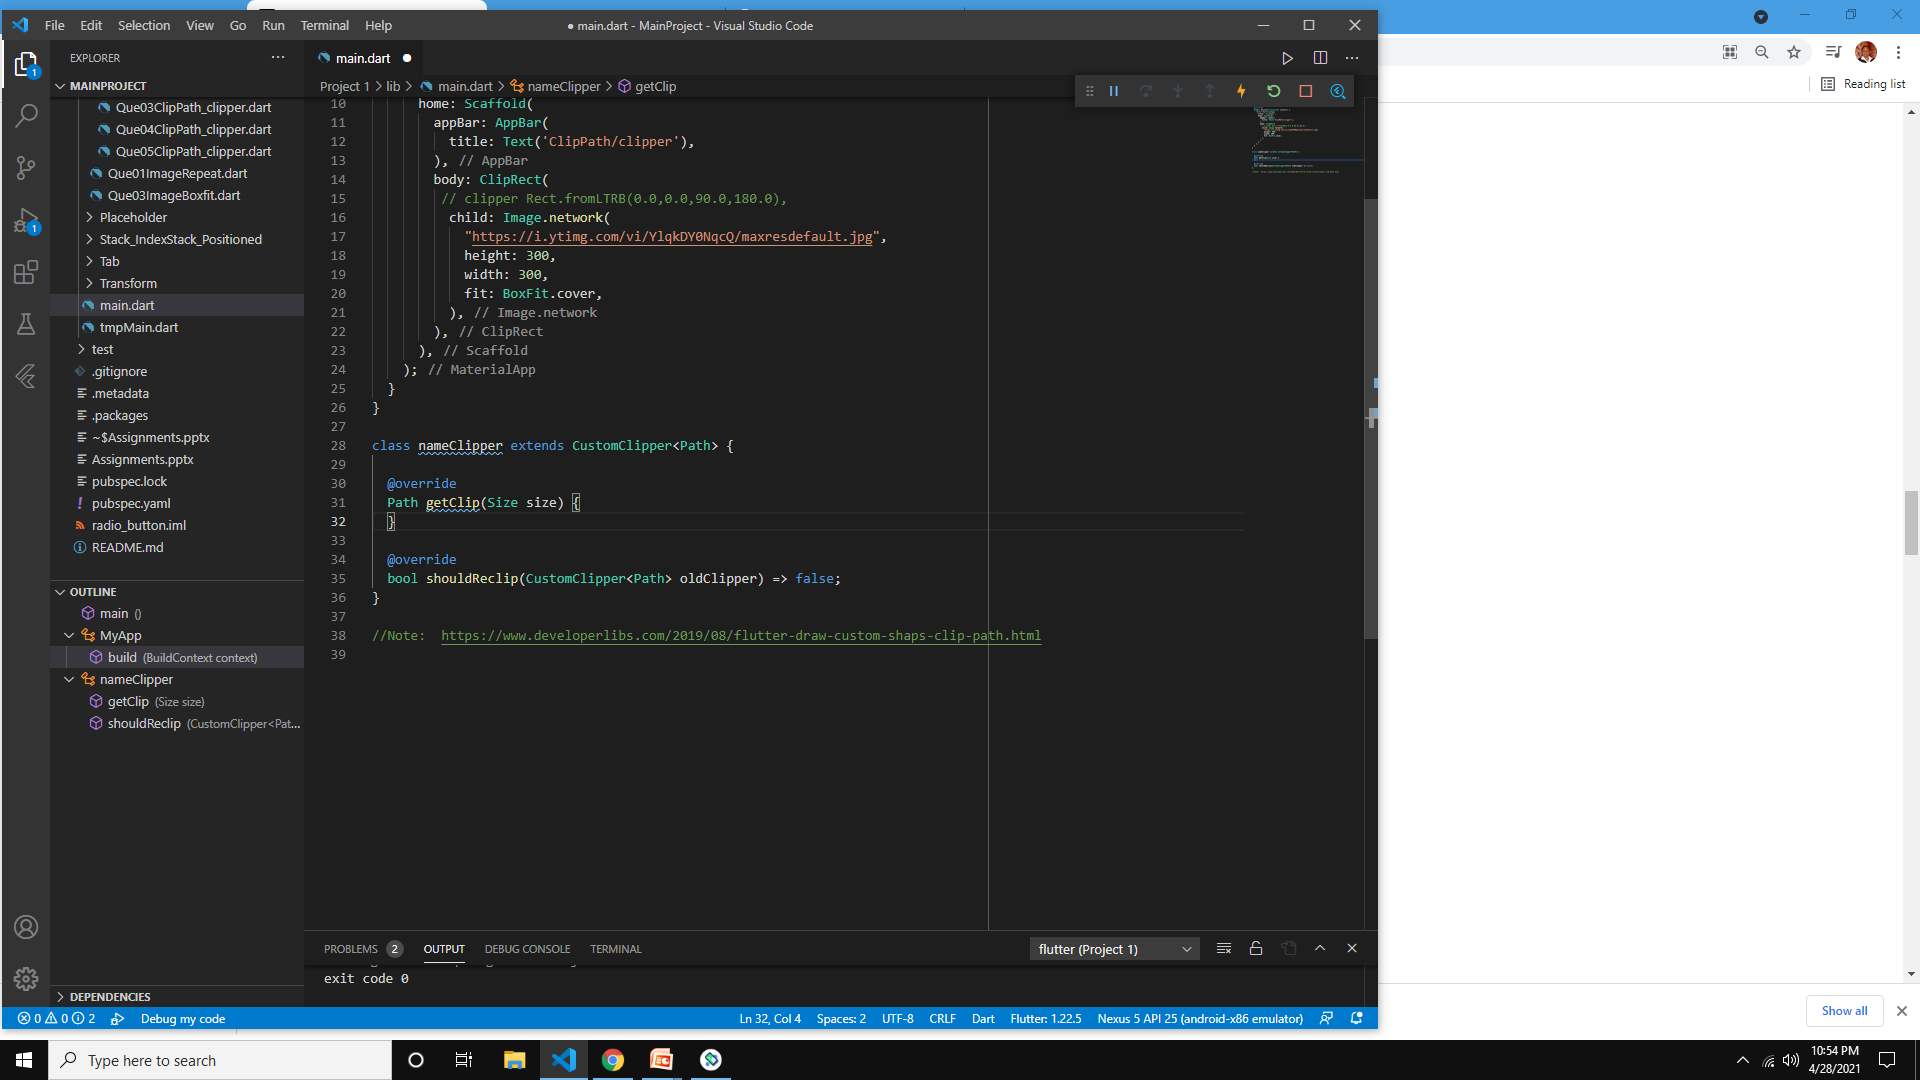 File Edit Selection View Go Run Terminal Help
● main.dart - MainProject - Visual Studio Code
Reading list
EXPLORER
MAINPROJECT
Que03ClipPath_clipper.dart
Que04ClipPath_clipper.dart
Que05ClipPath_clipper.dart
Que01ImageRepeat.dart
Que03ImageBoxfit.dart
Placeholder
Stack_IndexStack_Positioned
Tab
Transform
main.dart
tmpMain.dart
test
.gitignore
.metadata
.packages
~$Assignments.pptx
Assignments.pptx
pubspec.lock
pubspec.yaml
radio_button.iml
README.md
OUTLINE
main ()
MyApp
build (BuildContext context)
nameClipper
getClip (Size size)
shouldReclip (CustomClipper<Pat...
DEPENDENCIES
1
1
main.dart
Project 1 > lib > main.dart > nameClipper > getClip
10 home: Scaffold(
11 appBar: AppBar(
12 title: Text('ClipPath/clipper'),
13 ), // AppBar
14 body: ClipRect(
15 // clipper Rect.fromLTRB(0.0,0.0,90.0,180.0),
16 child: Image.network(
17 "https://i.ytimg.com/vi/YlqkDY0NqcQ/maxresdefault.jpg",
18 height: 300,
19 width: 300,
20 fit: BoxFit.cover,
21 ), // Image.network
22 ), // ClipRect
23 ), // Scaffold
24 ); // MaterialApp
25 }
26 }
27
28 class nameClipper extends CustomClipper<Path> {
29
30 @override
31 Path getClip(Size size) {
32 }
33
34 @override
35 bool shouldReclip(CustomClipper<Path> oldClipper) => false;
36 }
37
38 //Note:  https://www.developerlibs.com/2019/08/flutter-draw-custom-shaps-clip-path.html
39
PROBLEMS 2 OUTPUT DEBUG CONSOLE TERMINAL
flutter (Project 1)
exit code 0
0 0 2 Debug my code
Ln 32, Col 4 Spaces: 2 UTF-8 CRLF Dart Flutter: 1.22.5 Nexus 5 API 25 (android-x86 emulator)
Show all
Type here to search
10:54 PM
4/28/2021